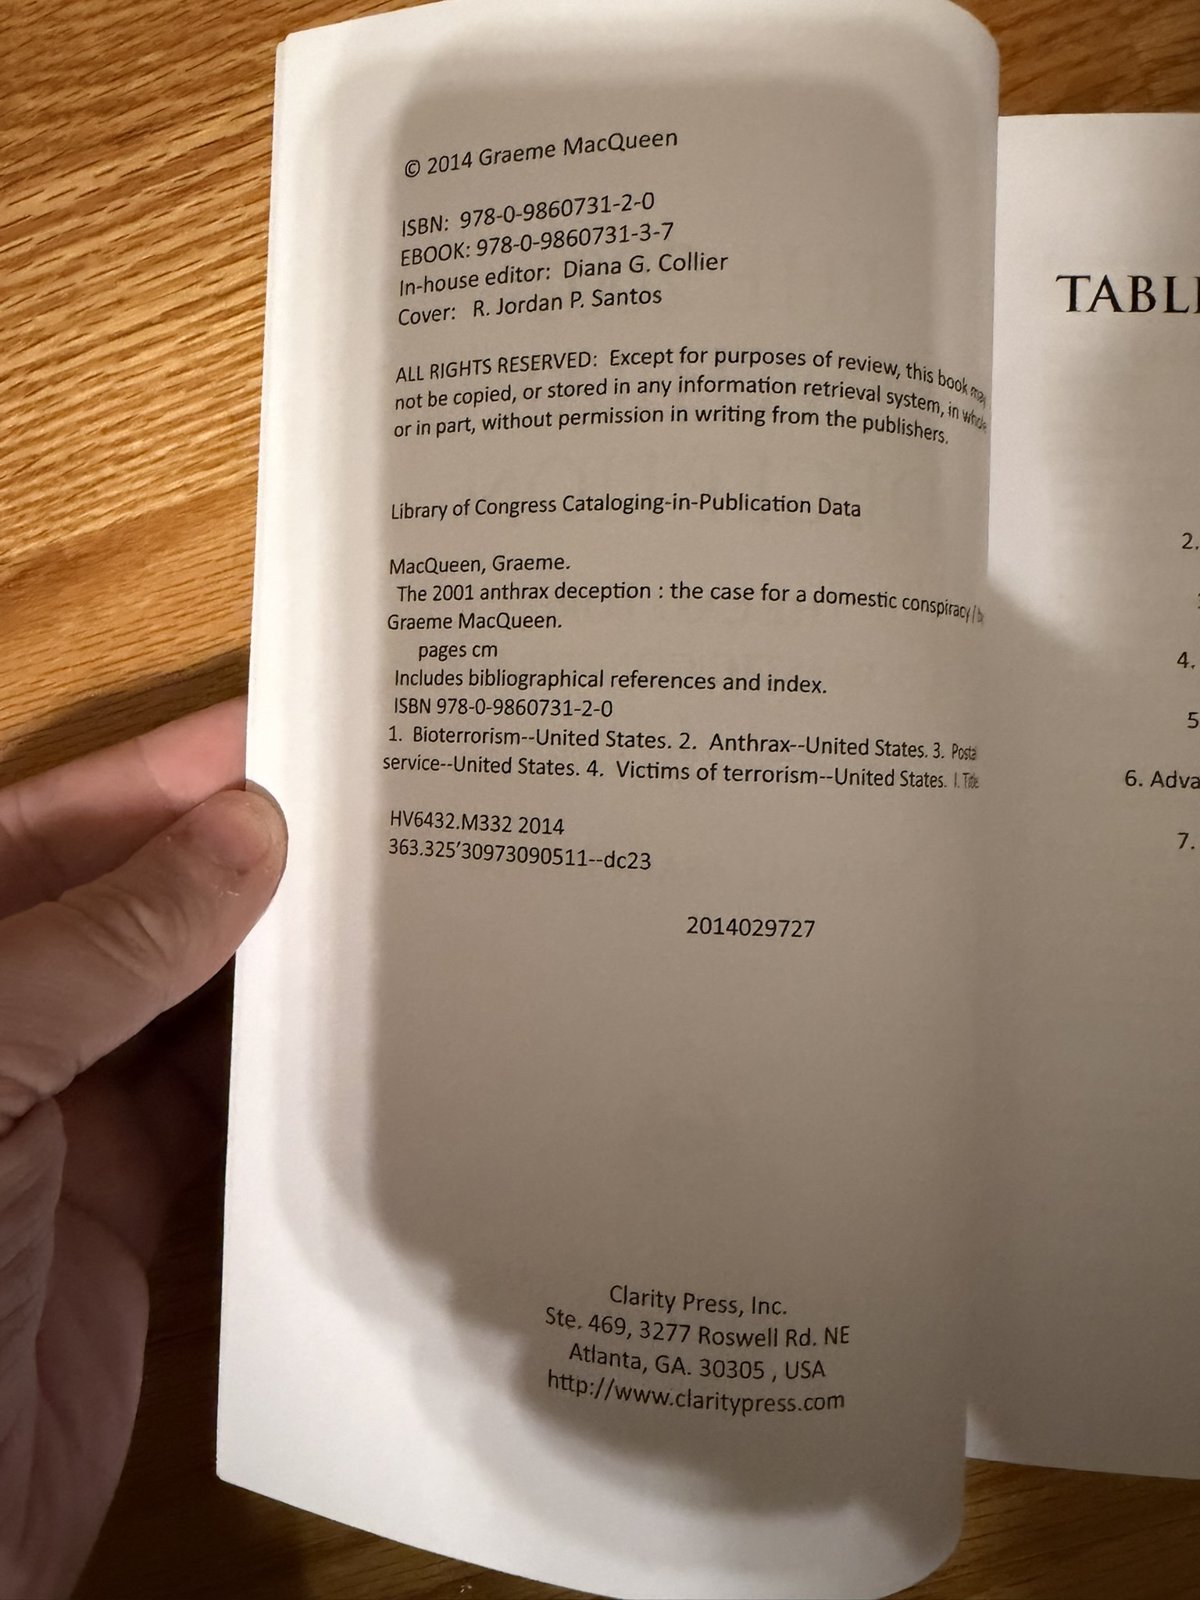 © 2014 Graeme MacQueen
ISBN: 978-0-9860731-2-0
EBOOK: 978-0-9860731-3-7
In-house editor: Diana G. Collier
Cover: R. Jordan P. Santos
ALL RIGHTS RESERVED: Except for purposes of review, this book may
not be copied, or stored in any information retrieval system, in whole
or in part, without permission in writing from the publishers.
Library of Congress Cataloging-in-Publication Data
MacQueen, Graeme.
The 2001 anthrax deception : the case for a domestic conspiracy /
Graeme MacQueen.
pages cm
Includes bibliographical references and index.
ISBN 978-0-9860731-2-0
1. Bioterrorism--United States. 2. Anthrax--United States. 3. Postal
service--United States. 4. Victims of terrorism--United States. I. Title
HV6432.M332 2014
363.325'30973090511--dc23
2014029727
Clarity Press, Inc.
Ste. 469, 3277 Roswell Rd. NE
Atlanta, GA. 30305 , USA
http://www.claritypress.com
TABL
2.
4.
5
6. Adva
7.